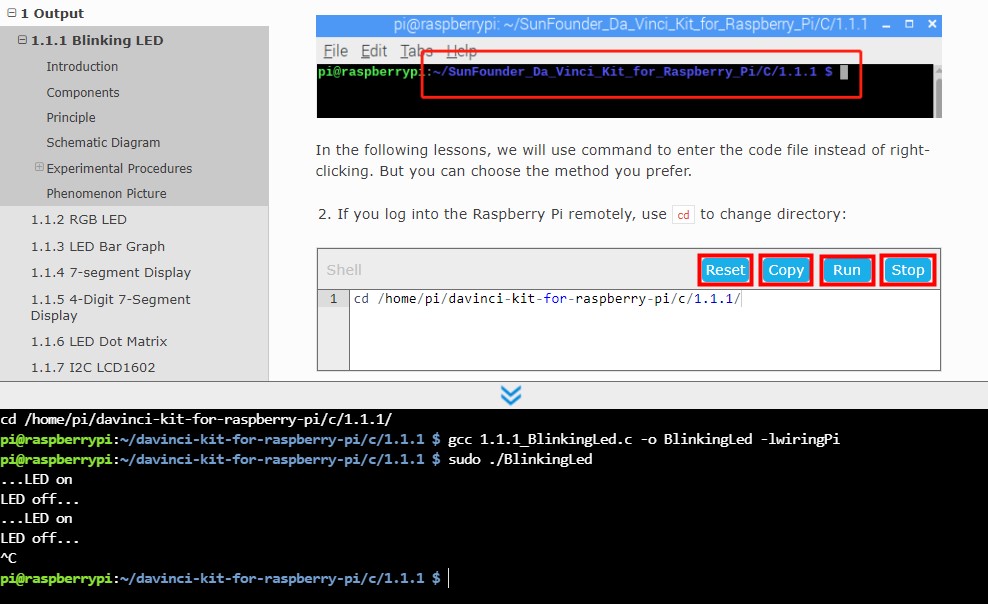 1 Output
1.1.1 Blinking LED
Introduction
Components
Principle
Schematic Diagram
Experimental Procedures
Phenomenon Picture
1.1.2 RGB LED
1.1.3 LED Bar Graph
1.1.4 7-segment Display
1.1.5 4-Digit 7-Segment
Display
1.1.6 LED Dot Matrix
1.1.7 I2C LCD1602
pi@raspberrypi: ~/SunFounder_Da_Vinci_Kit_for_Raspberry_Pi/C/1.1.1
File Edit Tabs Help
pi@raspberrypi:~/SunFounder_Da_Vinci_Kit_for_Raspberry_Pi/C/1.1.1 $
In the following lessons, we will use command to enter the code file instead of right-
clicking. But you can choose the method you prefer.
2. If you log into the Raspberry Pi remotely, use cd to change directory:
Shell Reset Copy Run Stop
1 cd /home/pi/davinci-kit-for-raspberry-pi/c/1.1.1/
cd /home/pi/davinci-kit-for-raspberry-pi/c/1.1.1/
pi@raspberrypi:~/davinci-kit-for-raspberry-pi/c/1.1.1 $ gcc 1.1.1_BlinkingLed.c -o BlinkingLed -lwiringPi
pi@raspberrypi:~/davinci-kit-for-raspberry-pi/c/1.1.1 $ sudo ./BlinkingLed
...LED on
LED off...
...LED on
LED off...
^C
pi@raspberrypi:~/davinci-kit-for-raspberry-pi/c/1.1.1 $